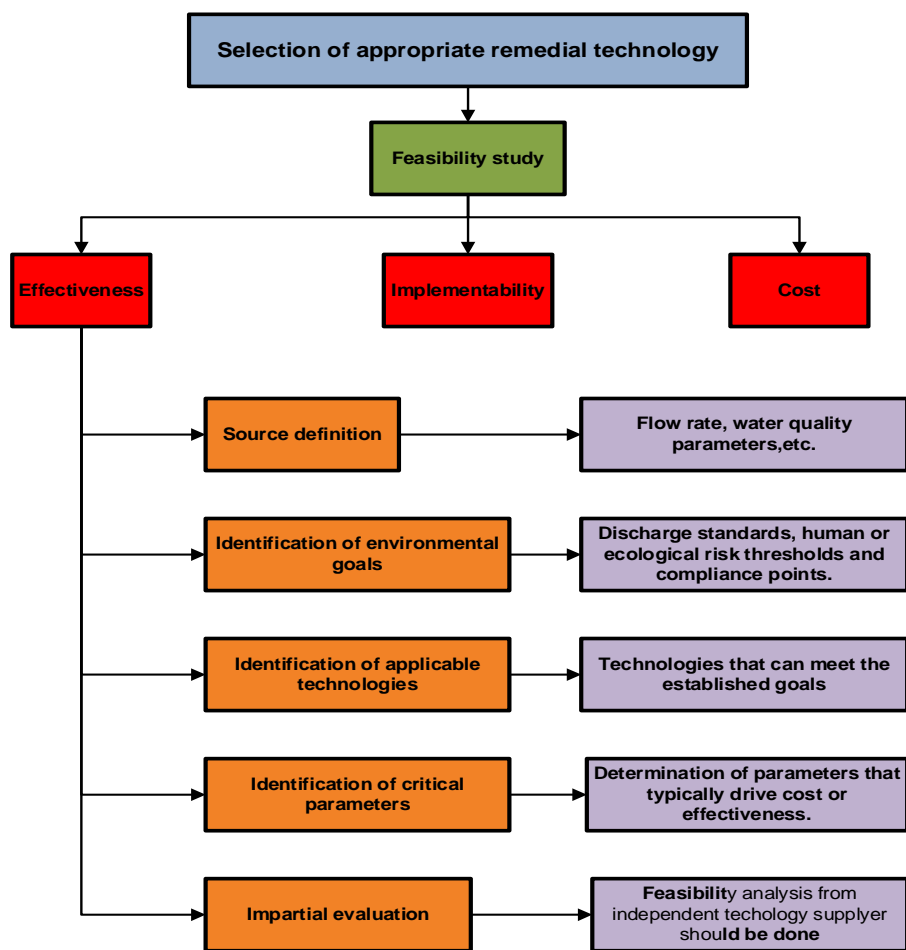 Selection of appropriate remedial technology
Feasibility study
Effectiveness
Implementability
Cost
Source definition
Flow rate, water quality
parameters,etc.
Identification of environmental
goals
Discharge standards, human or
ecological risk thresholds and
compliance points.
Identification of applicable
technologies
Technologies that can meet the
established goals
Identification of critical
parameters
Determination of parameters that
typically drive cost or
effectiveness.
Impartial evaluation
Feasibility analysis from
independent techology supplyer
should be done